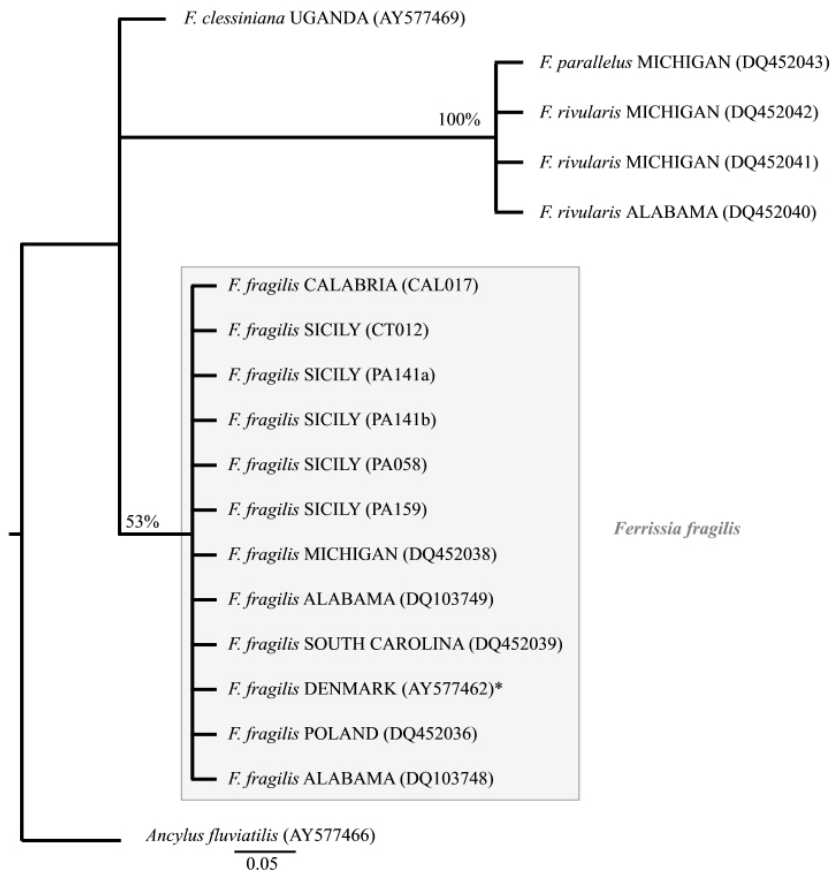 F. clessiniana UGANDA (AY577469)
F. parallelus MICHIGAN (DQ452043)
100%
F. rivularis MICHIGAN (DQ452042)
F. rivularis MICHIGAN (DQ452041)
F. rivularis ALABAMA (DQ452040)
F. fragilis CALABRIA (CAL017)
F. fragilis SICILY (CT012)
F. fragilis SICILY (PA141a)
F. fragilis SICILY (PA141b)
F. fragilis SICILY (PA058)
F. fragilis SICILY (PA159)
53%
Ferrissia fragilis
F. fragilis MICHIGAN (DQ452038)
F. fragilis ALABAMA (DQ103749)
F. fragilis SOUTH CAROLINA (DQ452039)
F. fragilis DENMARK (AY577462)*
F. fragilis POLAND (DQ452036)
F. fragilis ALABAMA (DQ103748)
Ancylus fluviatilis (AY577466)
0.05